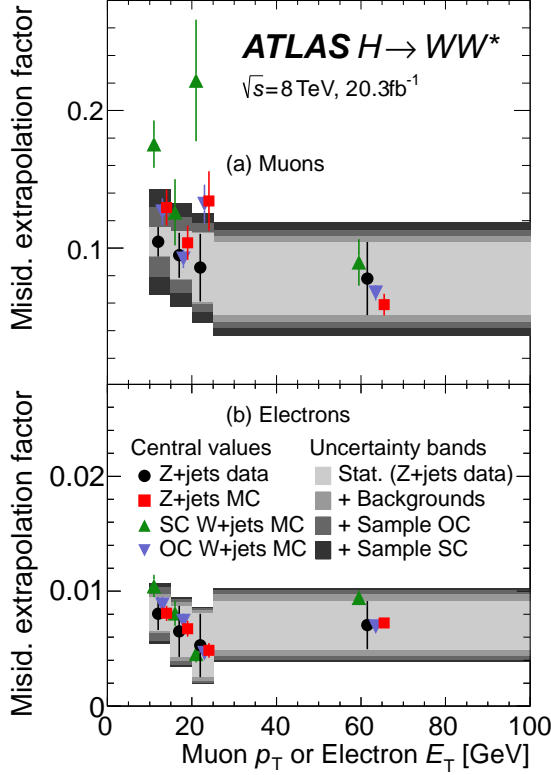 ATLAS H→ WW*
√s=8 TeV, 20.3fb-1
(a) Muons
Misid. extrapolation factor
0.2
0.1
(b) Electrons
Central values
Z+jets data
Z+jets MC
SC W+jets MC
OC W+jets MC
Uncertainty bands
Stat. (Z+jets data)
+ Backgrounds
+ Sample OC
+ Sample SC
Misid. extrapolation factor
0.02
0.01
0
0 20 40 60 80 100
Muon pT or Electron ET [GeV]